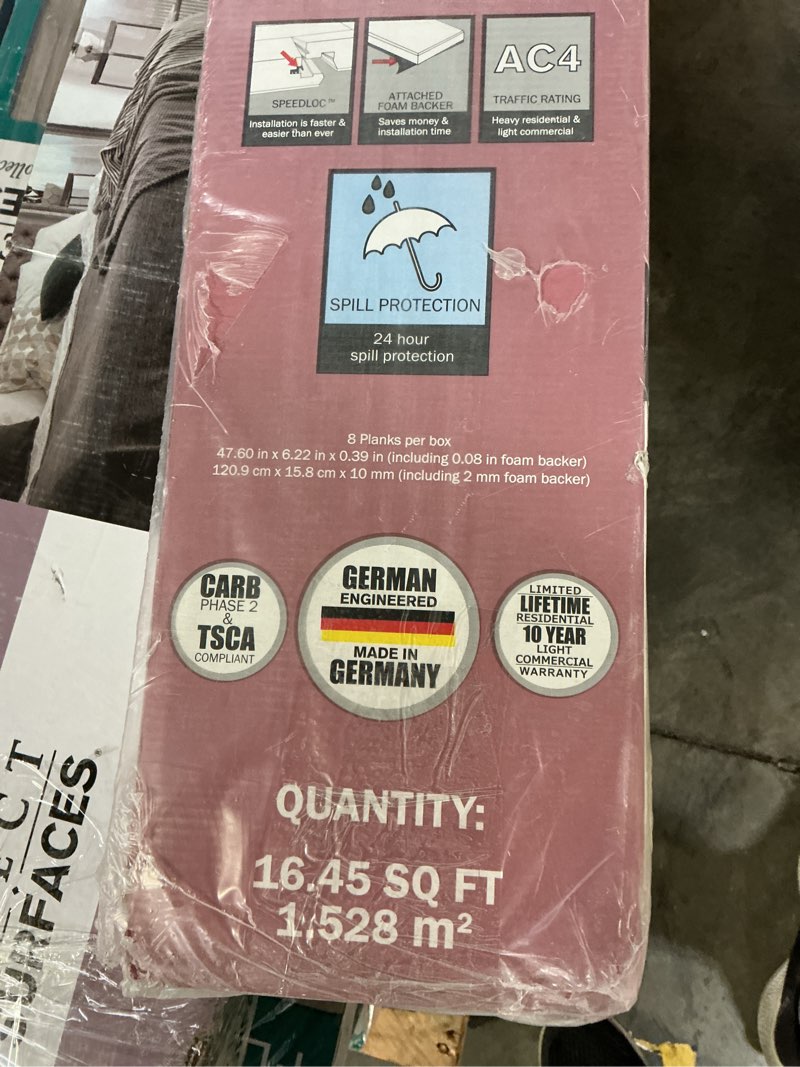 SPEEDLOC™
Installation is faster &
easier than ever
ATTACHED
FOAM BACKER
Saves money &
installation time
AC4
TRAFFIC RATING
Heavy residential &
light commercial
SPILL PROTECTION
24 hour
spill protection
8 Planks per box
47.60 in x 6.22 in x 0.39 in (including 0.08 in foam backer)
120.9 cm x 15.8 cm x 10 mm (including 2 mm foam backer)
CARB
PHASE 2
&
TSCA
COMPLIANT
GERMAN
ENGINEERED
MADE IN
GERMANY
LIMITED
LIFETIME
RESIDENTIAL
10 YEAR
LIGHT
COMMERCIAL
WARRANTY
QUANTITY:
16.45 SQ FT
1.528 m²